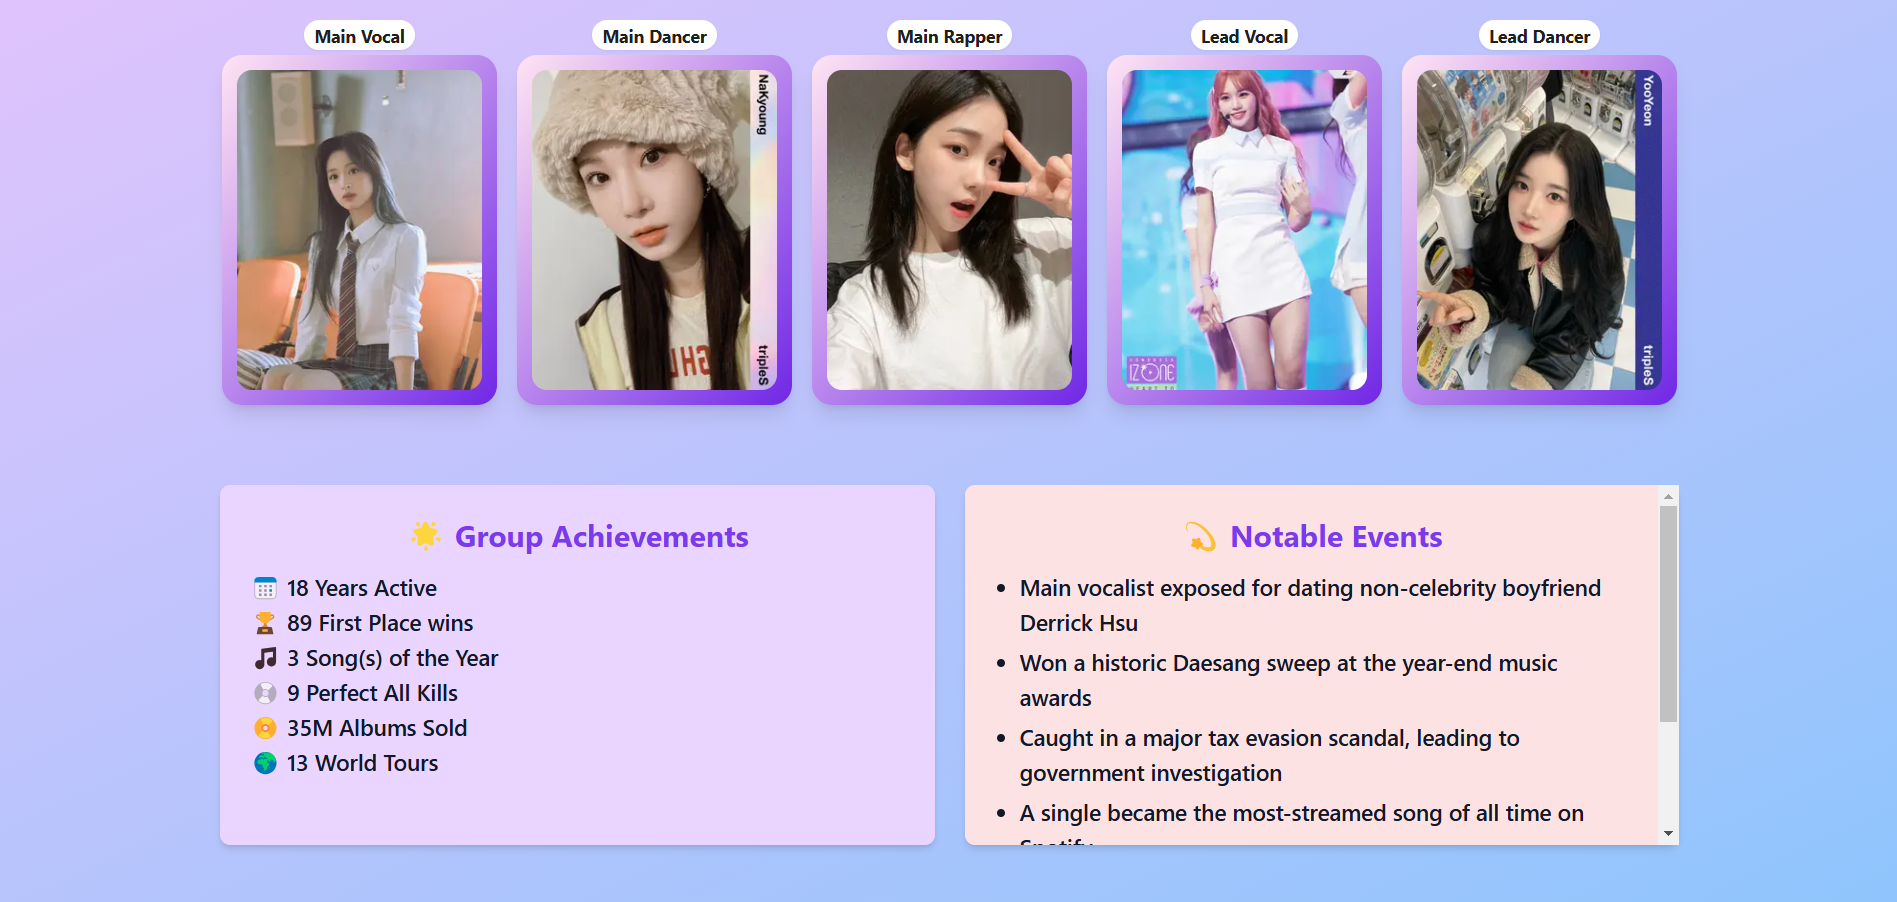 Main Vocal
Main Dancer
Main Rapper
Lead Vocal
Lead Dancer
NaKyoung
tripleS
IZ*ONE
YooYeon
tripleS
Group Achievements
18 Years Active
89 First Place wins
3 Song(s) of the Year
9 Perfect All Kills
35M Albums Sold
13 World Tours
Notable Events
Main vocalist exposed for dating non-celebrity boyfriend
Derrick Hsu
Won a historic Daesang sweep at the year-end music
awards
Caught in a major tax evasion scandal, leading to
government investigation
A single became the most-streamed song of all time on
Spotify